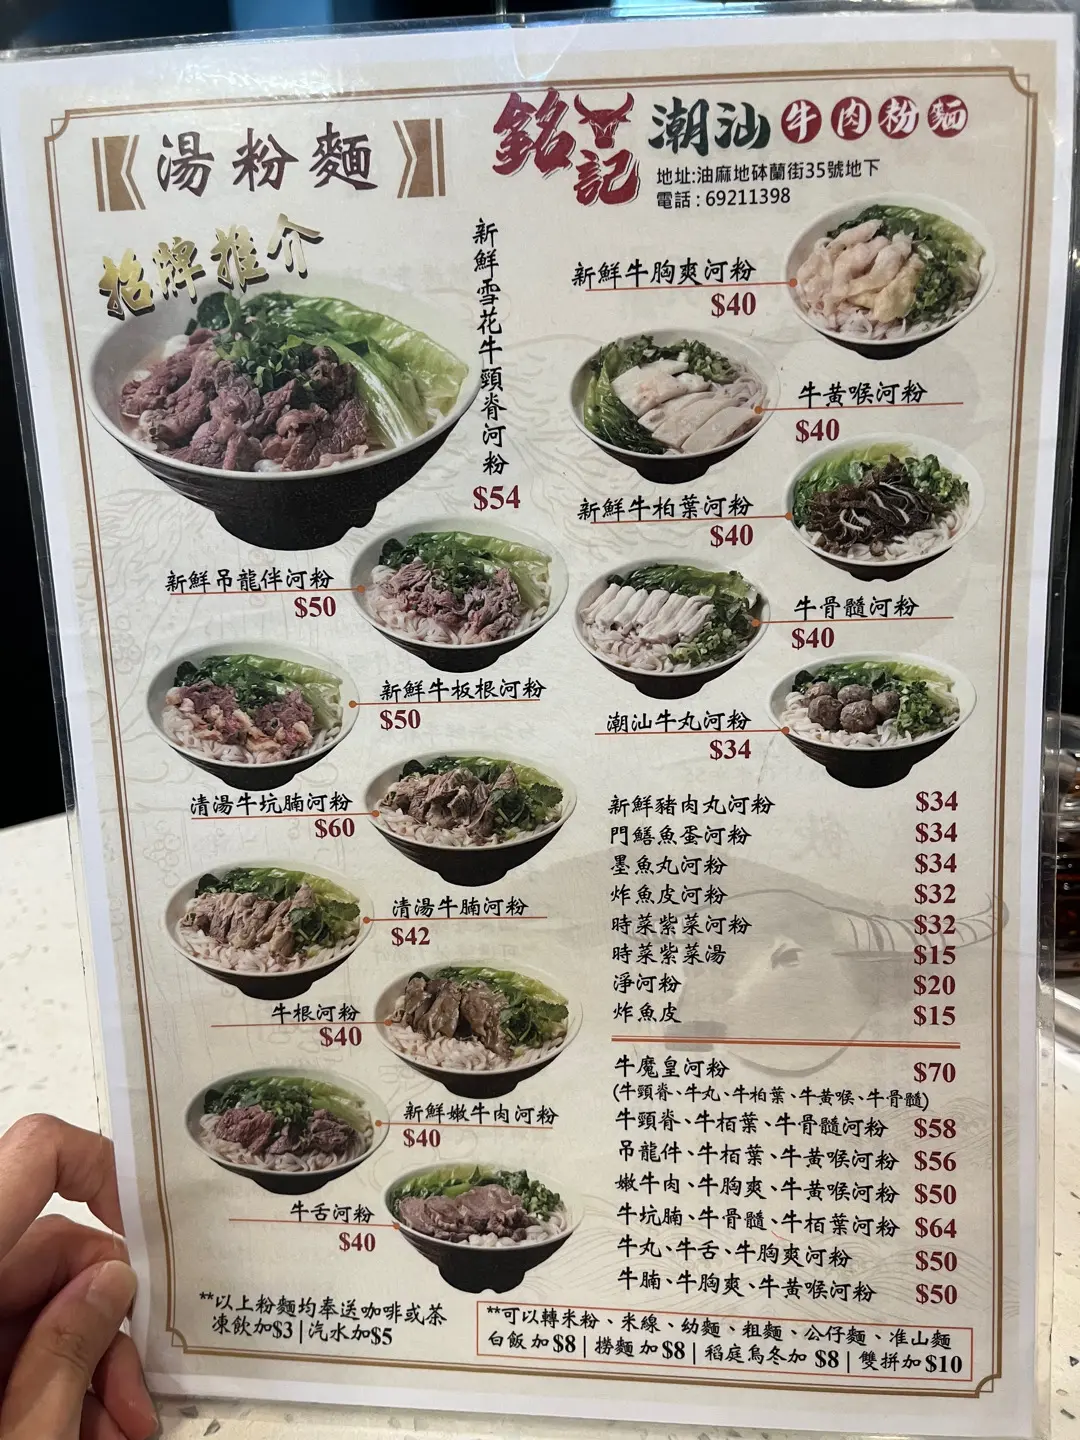 湯粉麵
銘記
潮汕牛肉粉麵
地址:油麻地砵蘭街35號地下
電話:69211398
招牌推介
新鮮雪花牛頸脊河粉
$54
新鮮吊龍伴河粉
$50
新鮮牛板根河粉
$50
清湯牛坑腩河粉
$60
清湯牛腩河粉
$42
牛根河粉
$40
新鮮嫩牛肉河粉
$40
牛舌河粉
$40
新鮮牛胸爽河粉
$40
牛黃喉河粉
$40
新鮮牛柏葉河粉
$40
牛骨髓河粉
$40
潮汕牛丸河粉
$34
新鮮豬肉丸河粉 $34
門鱔魚蛋河粉 $34
墨魚丸河粉 $34
炸魚皮河粉 $32
時菜紫菜河粉 $32
時菜紫菜湯 $15
淨河粉 $20
炸魚皮 $15
牛魔皇河粉 $70
(牛頸脊、牛丸、牛柏葉、牛黃喉、牛骨髓)
牛頸脊、牛栢葉、牛骨髓河粉 $58
吊龍件、牛栢葉、牛黃喉河粉 $56
嫩牛肉、牛胸爽、牛黃喉河粉 $50
牛坑腩、牛骨髓、牛栢葉河粉 $64
牛丸、牛舌、牛胸爽河粉 $50
牛腩、牛胸爽、牛黃喉河粉 $50
**以上粉麵均奉送咖啡或茶
凍飲加$3|汽水加$5
**可以轉米粉、米線、幼麵、粗麵、公仔麵、准山麵
白飯加$8|撈麵加$8|稻庭烏冬加 $8|雙拼加$10